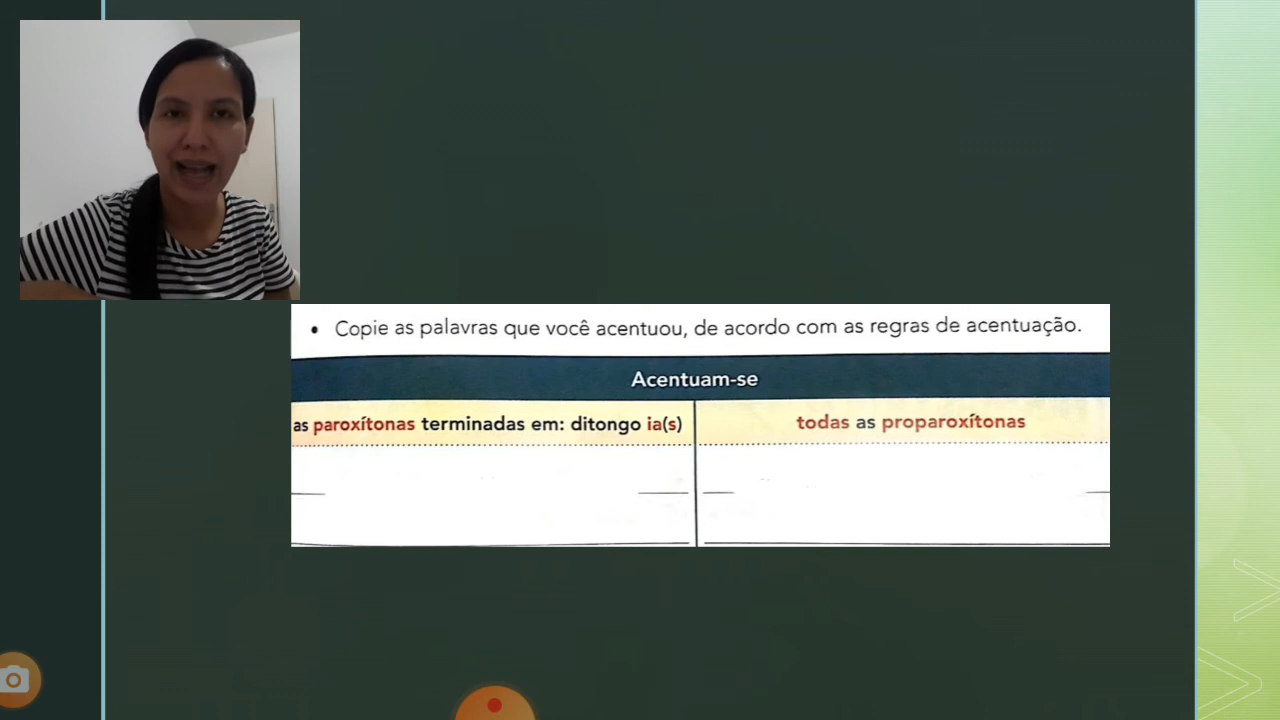 • Copie as palavras que você acentuou, de acordo com as regras de acentuação.
Acentuam-se
as paroxítonas terminadas em: ditongo ia(s)
todas as proparoxítonas